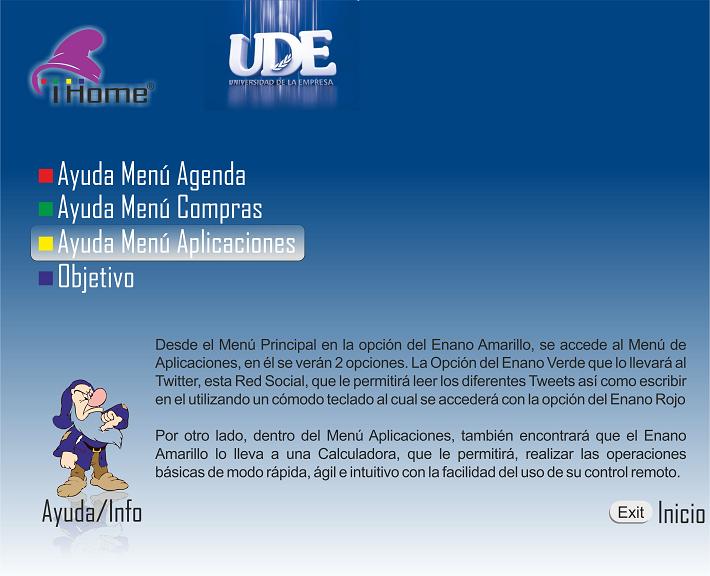 iHome®
UDE
UNIVERSIDAD DE LA EMPRESA
Ayuda Menú Agenda
Ayuda Menú Compras
Ayuda Menú Aplicaciones
Objetivo
Desde el Menú Principal en la opción del Enano Amarillo, se accede al Menú de
Aplicaciones, en él se verán 2 opciones. La Opción del Enano Verde que lo llevará al
Twitter, esta Red Social, que le permitirá leer los diferentes Tweets así como escribir
en el utilizando un cómodo teclado al cual se accederá con la opción del Enano Rojo
Por otro lado, dentro del Menú Aplicaciones, también encontrará que el Enano
Amarillo lo lleva a una Calculadora, que le permitirá, realizar las operaciones
básicas de modo rápida, ágil e intuitivo con la facilidad del uso de su control remoto.
Ayuda/Info
Exit Inicio